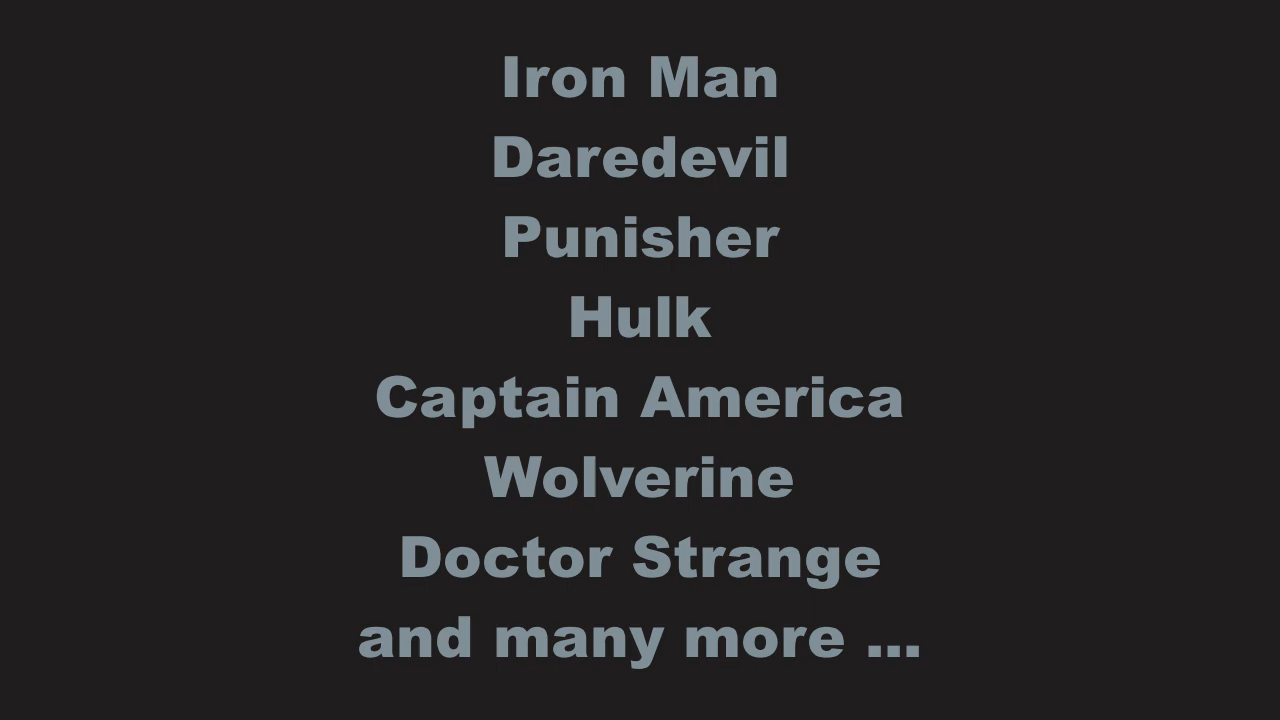 Iron Man
Daredevil
Punisher
Hulk
Captain America
Wolverine
Doctor Strange
and many more ...